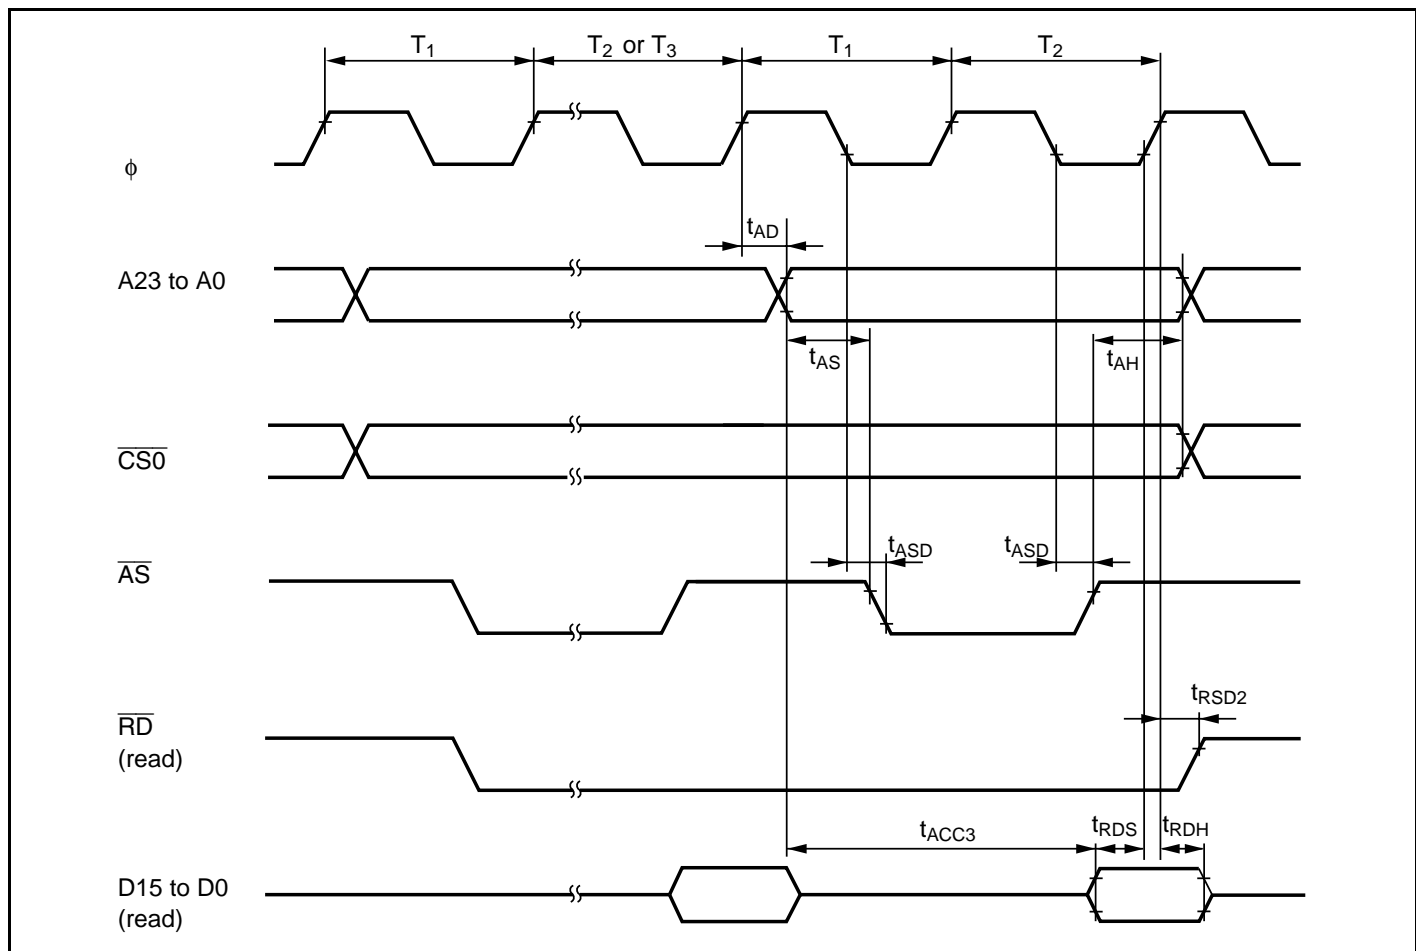 T1 T2 or T3 T1 T2
ϕ
tAD
A23 to A0
tAS tAH
CS0
tASD tASD
AS
tRSD2
RD
(read)
tACC3 tRDS tRDH
D15 to D0
(read)